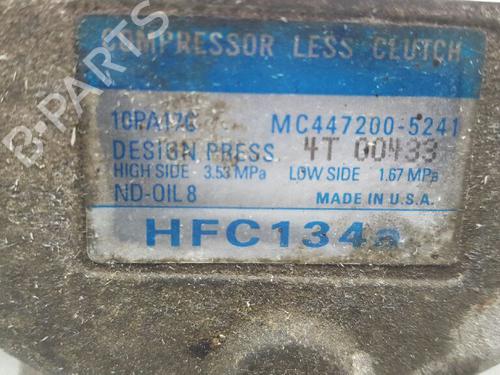 COMPRESSOR LESS CLUTCH
10PA17C MC447200-5241
DESIGN PRESS 4T 00433
HIGH SIDE 3.53 MPa LOW SIDE 1.67 MPa
ND-OIL 8 MADE IN U.S.A.
HFC134a
B-PARTS